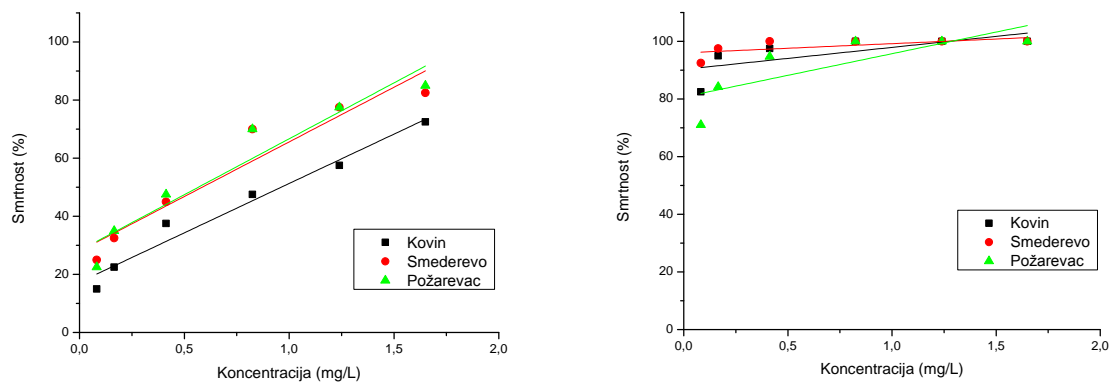 100
80
60
40
20
0
Smrtnost (%)
Kovin
Smederevo
Požarevac
0,0 0,5 1,0 1,5 2,0
Koncentracija (mg/L)
100
80
60
40
20
0
Smrtnost (%)
Kovin
Smederevo
Požarevac
0,0 0,5 1,0 1,5 2,0
Koncentracija (mg/L)